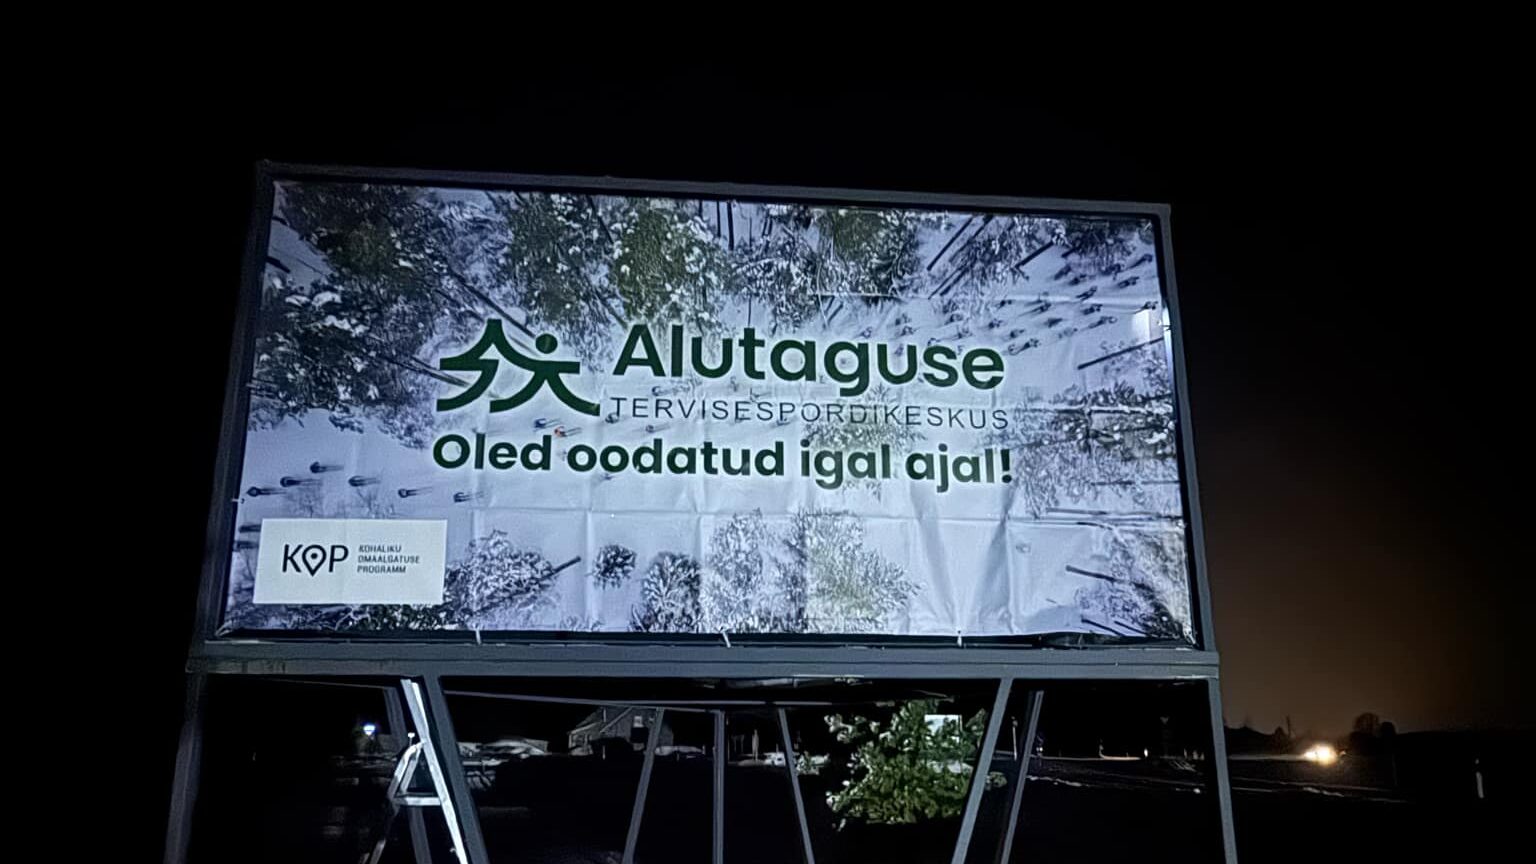 Alutaguse
TERVISESPORDIKESKUS
Oled oodatud igal ajal!
KOP
KOHALIKU
OMAALGATUSE
PROGRAMM